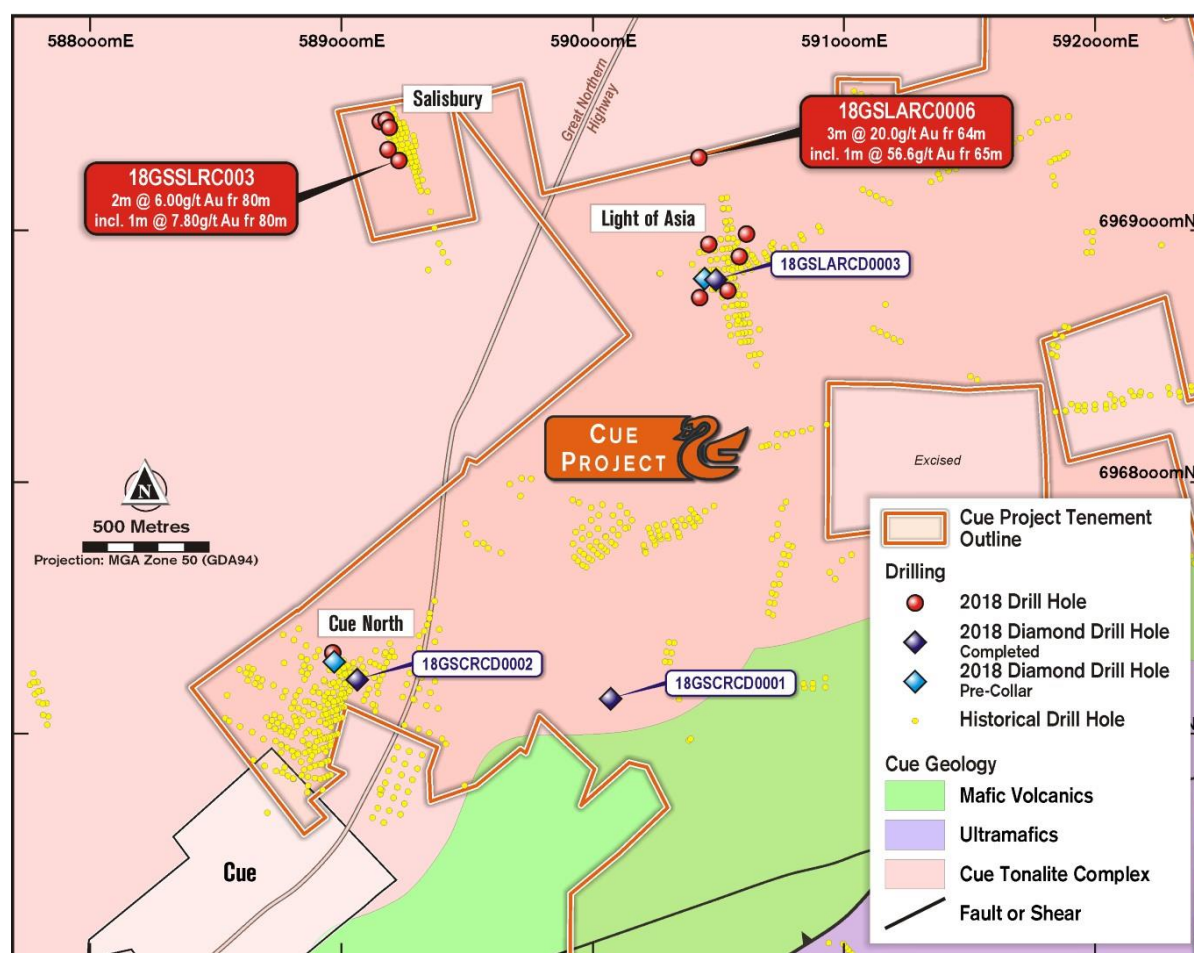 588000mE
589000mE
590000mE
591000mE
592000mE
Salisbury
Great Northern
Highway
18GSLARC0006
3m @ 20.0g/t Au fr 64m
incl. 1m @ 56.6g/t Au fr 65m
18GSSLRC003
2m @ 6.00g/t Au fr 80m
incl. 1m @ 7.80g/t Au fr 80m
Light of Asia
6969000mN
18GSLARCD0003
CUE
PROJECT
Excised
6968000mN
N
500 Metres
Projection: MGA Zone 50 (GDA94)
Cue North
18GSCRCD0002
18GSCRCD0001
Cue
Cue Project Tenement
Outline
Drilling
2018 Drill Hole
2018 Diamond Drill Hole
Completed
2018 Diamond Drill Hole
Pre-Collar
Historical Drill Hole
Cue Geology
Mafic Volcanics
Ultramafics
Cue Tonalite Complex
Fault or Shear